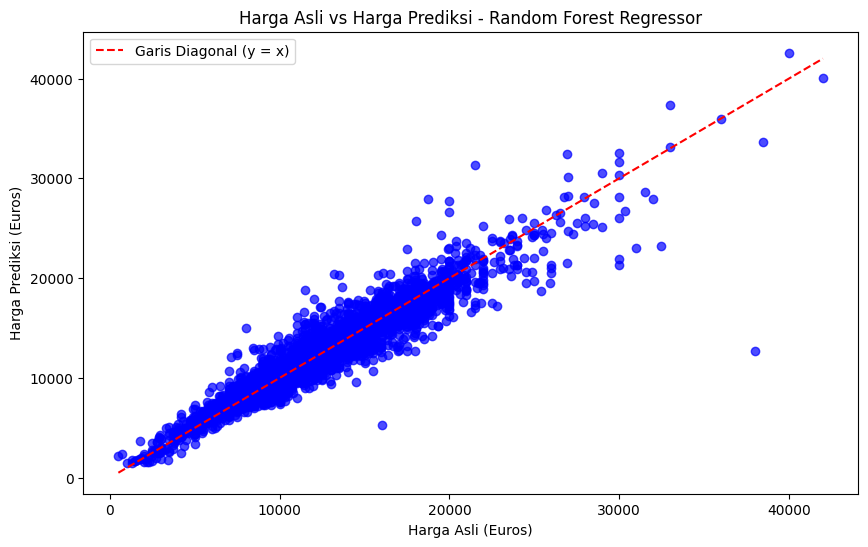 Harga Asli vs Harga Prediksi - Random Forest Regressor
Garis Diagonal (y = x)
Harga Prediksi (Euros)
40000
30000
20000
10000
0
0 10000 20000 30000 40000
Harga Asli (Euros)